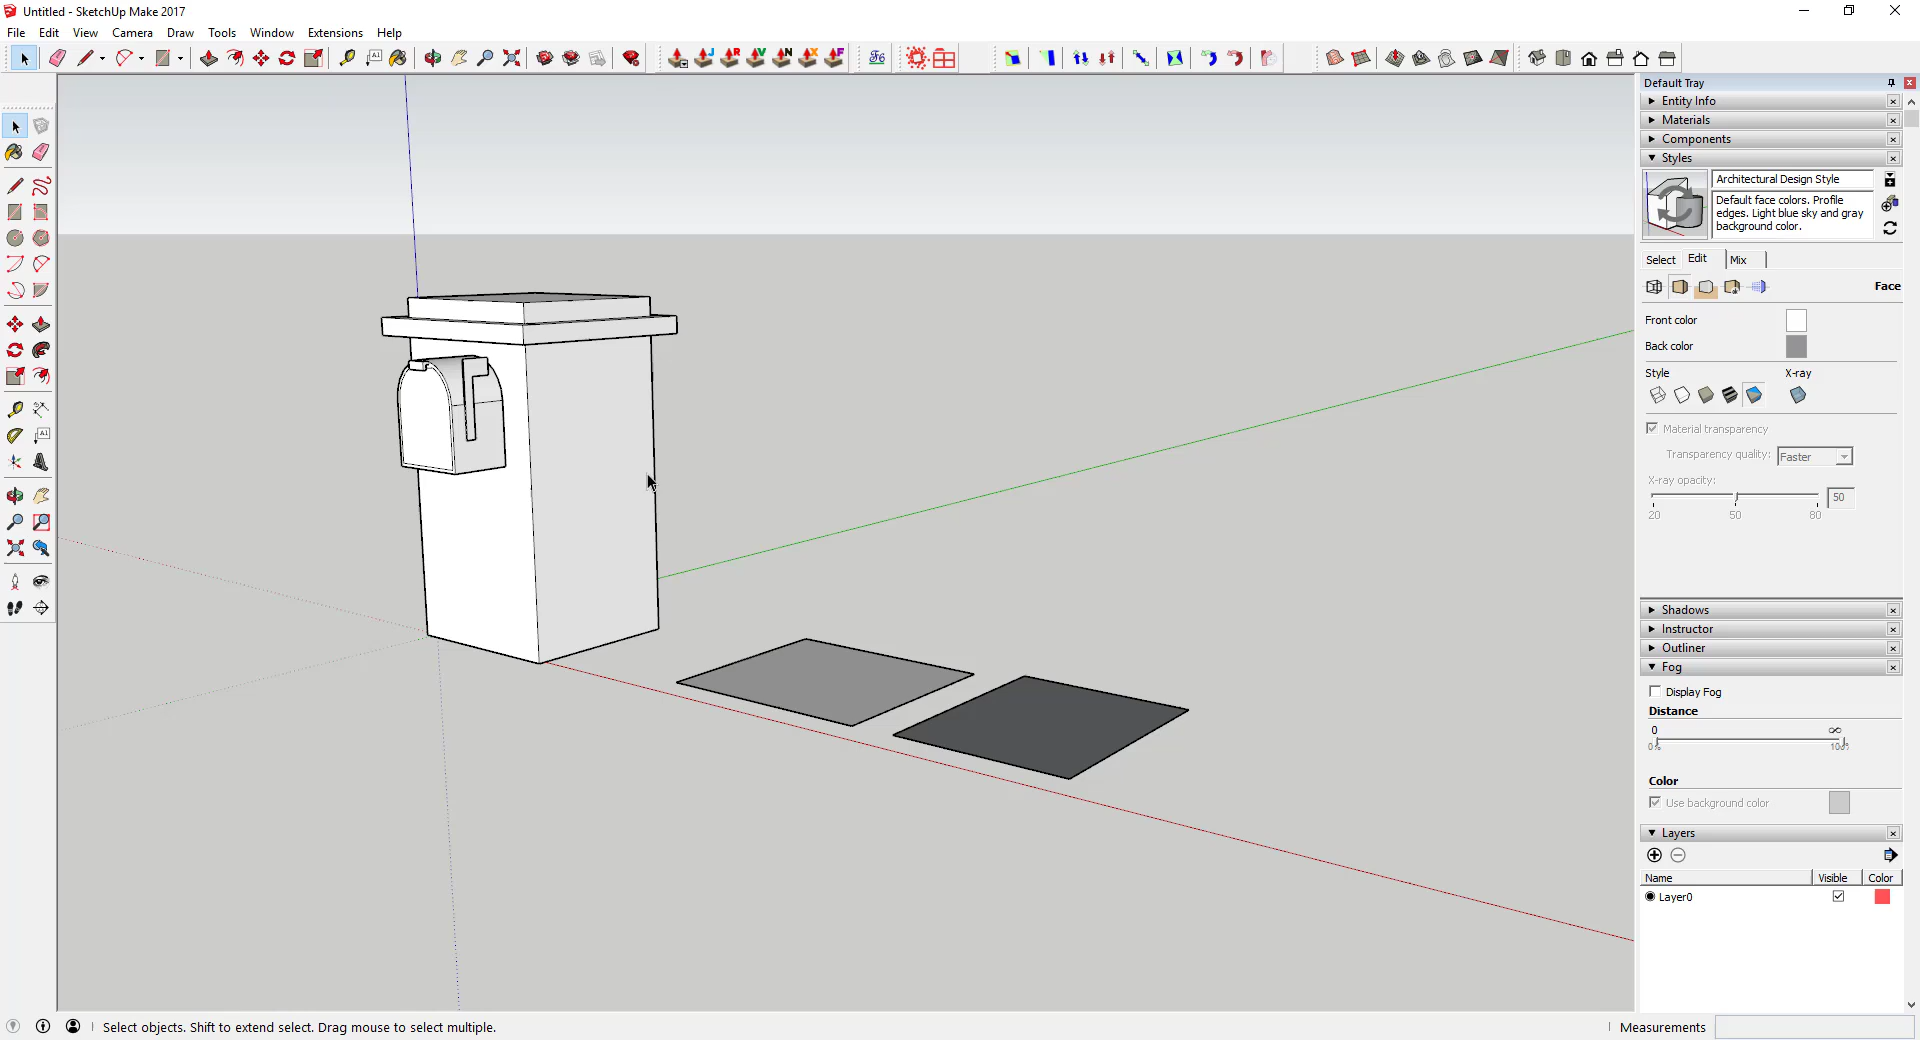 Untitled - SketchUp Make 2017
File Edit View Camera Draw Tools Window Extensions Help
J R V N X F
Default Tray
Entity Info
Materials
Components
Styles
Architectural Design Style
Default face colors. Profile
edges. Light blue sky and gray
background color.
Select Edit Mix
Face
Front color
Back color
Style X-ray
Material transparency
Transparency quality: Faster
X-ray opacity:
50
20 50 80
Shadows
Instructor
Outliner
Fog
Display Fog
Distance
0 ∞
0% 100%
Color
Use background color
Layers
Name Visible Color
Layer0
Select objects. Shift to extend select. Drag mouse to select multiple.
Measurements